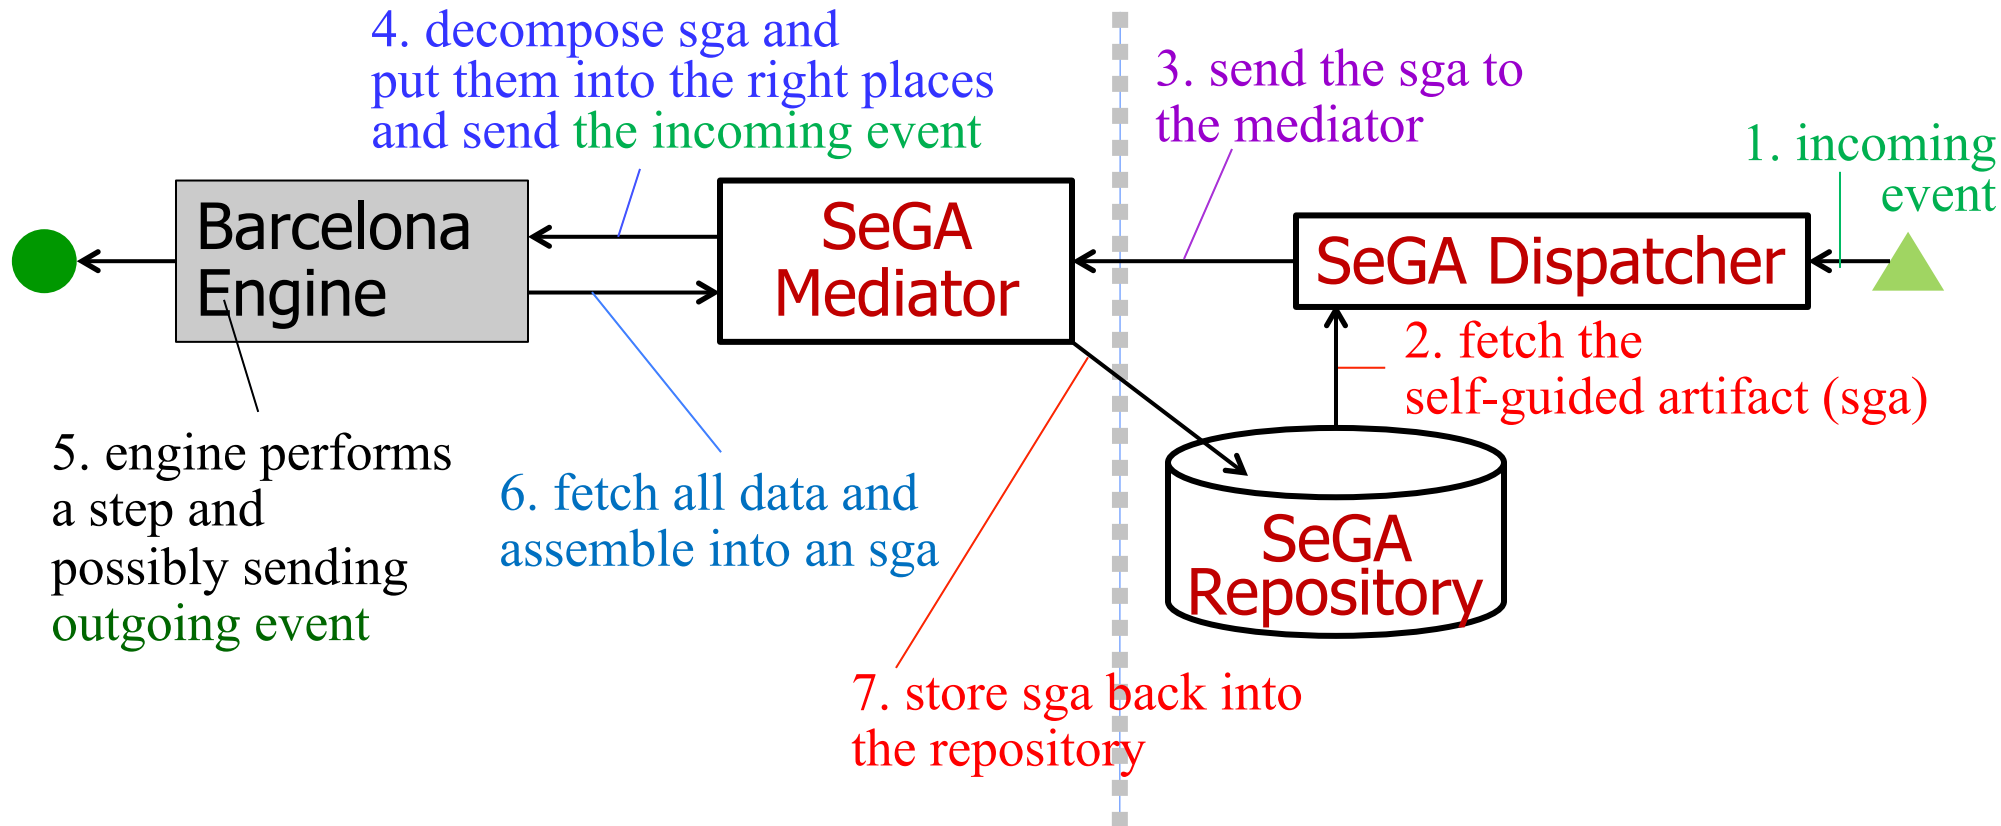 4. decompose sga and
put them into the right places
and send the incoming event
3. send the sga to
the mediator
1. incoming
event
Barcelona
Engine
SeGA
Mediator
SeGA Dispatcher
2. fetch the
self-guided artifact (sga)
5. engine performs
a step and
possibly sending
outgoing event
6. fetch all data and
assemble into an sga
SeGA
Repository
7. store sga back into
the repository